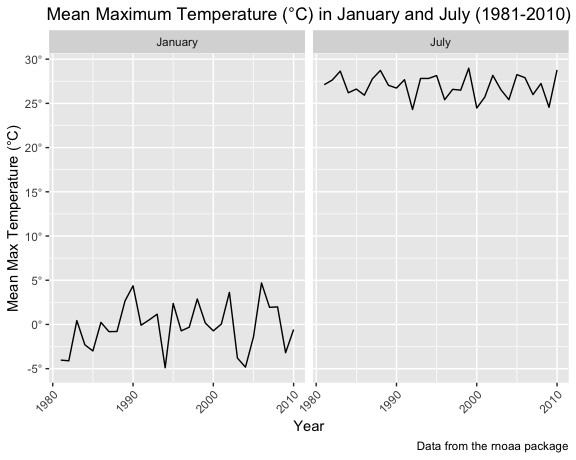 Mean Maximum Temperature (°C) in January and July (1981-2010)
January
July
30°
25°
20°
15°
10°
5°
0°
-5°
Mean Max Temperature (°C)
1980
1990
2000
2010
1980
1990
2000
2010
Year
Data from the rnoaa package